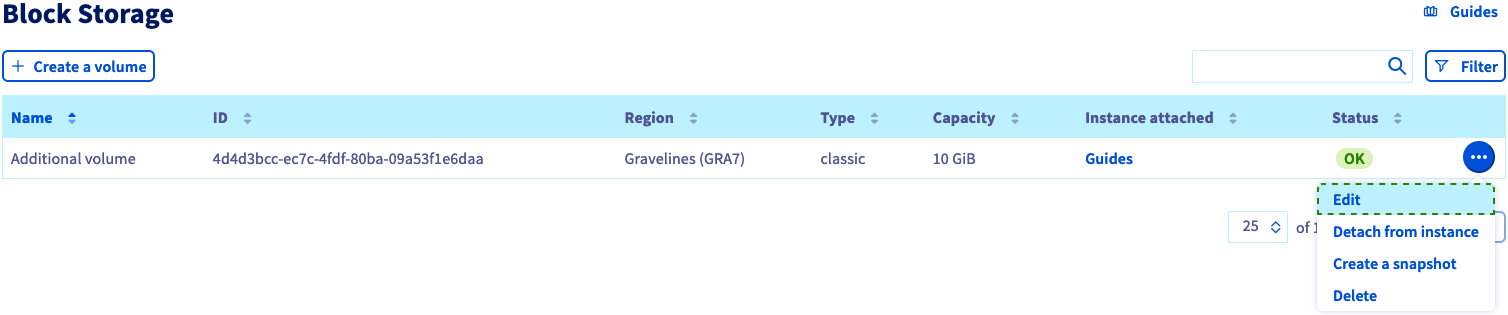 Block Storage
Guides
+ Create a volume
Filter
Name ID Region Type Capacity Instance attached Status
Additional volume 4d4d3bcc-ec7c-4fdf-80ba-09a53f1e6daa Gravelines (GRA7) classic 10 GiB Guides OK
Edit
25 of 1
Detach from instance
Create a snapshot
Delete